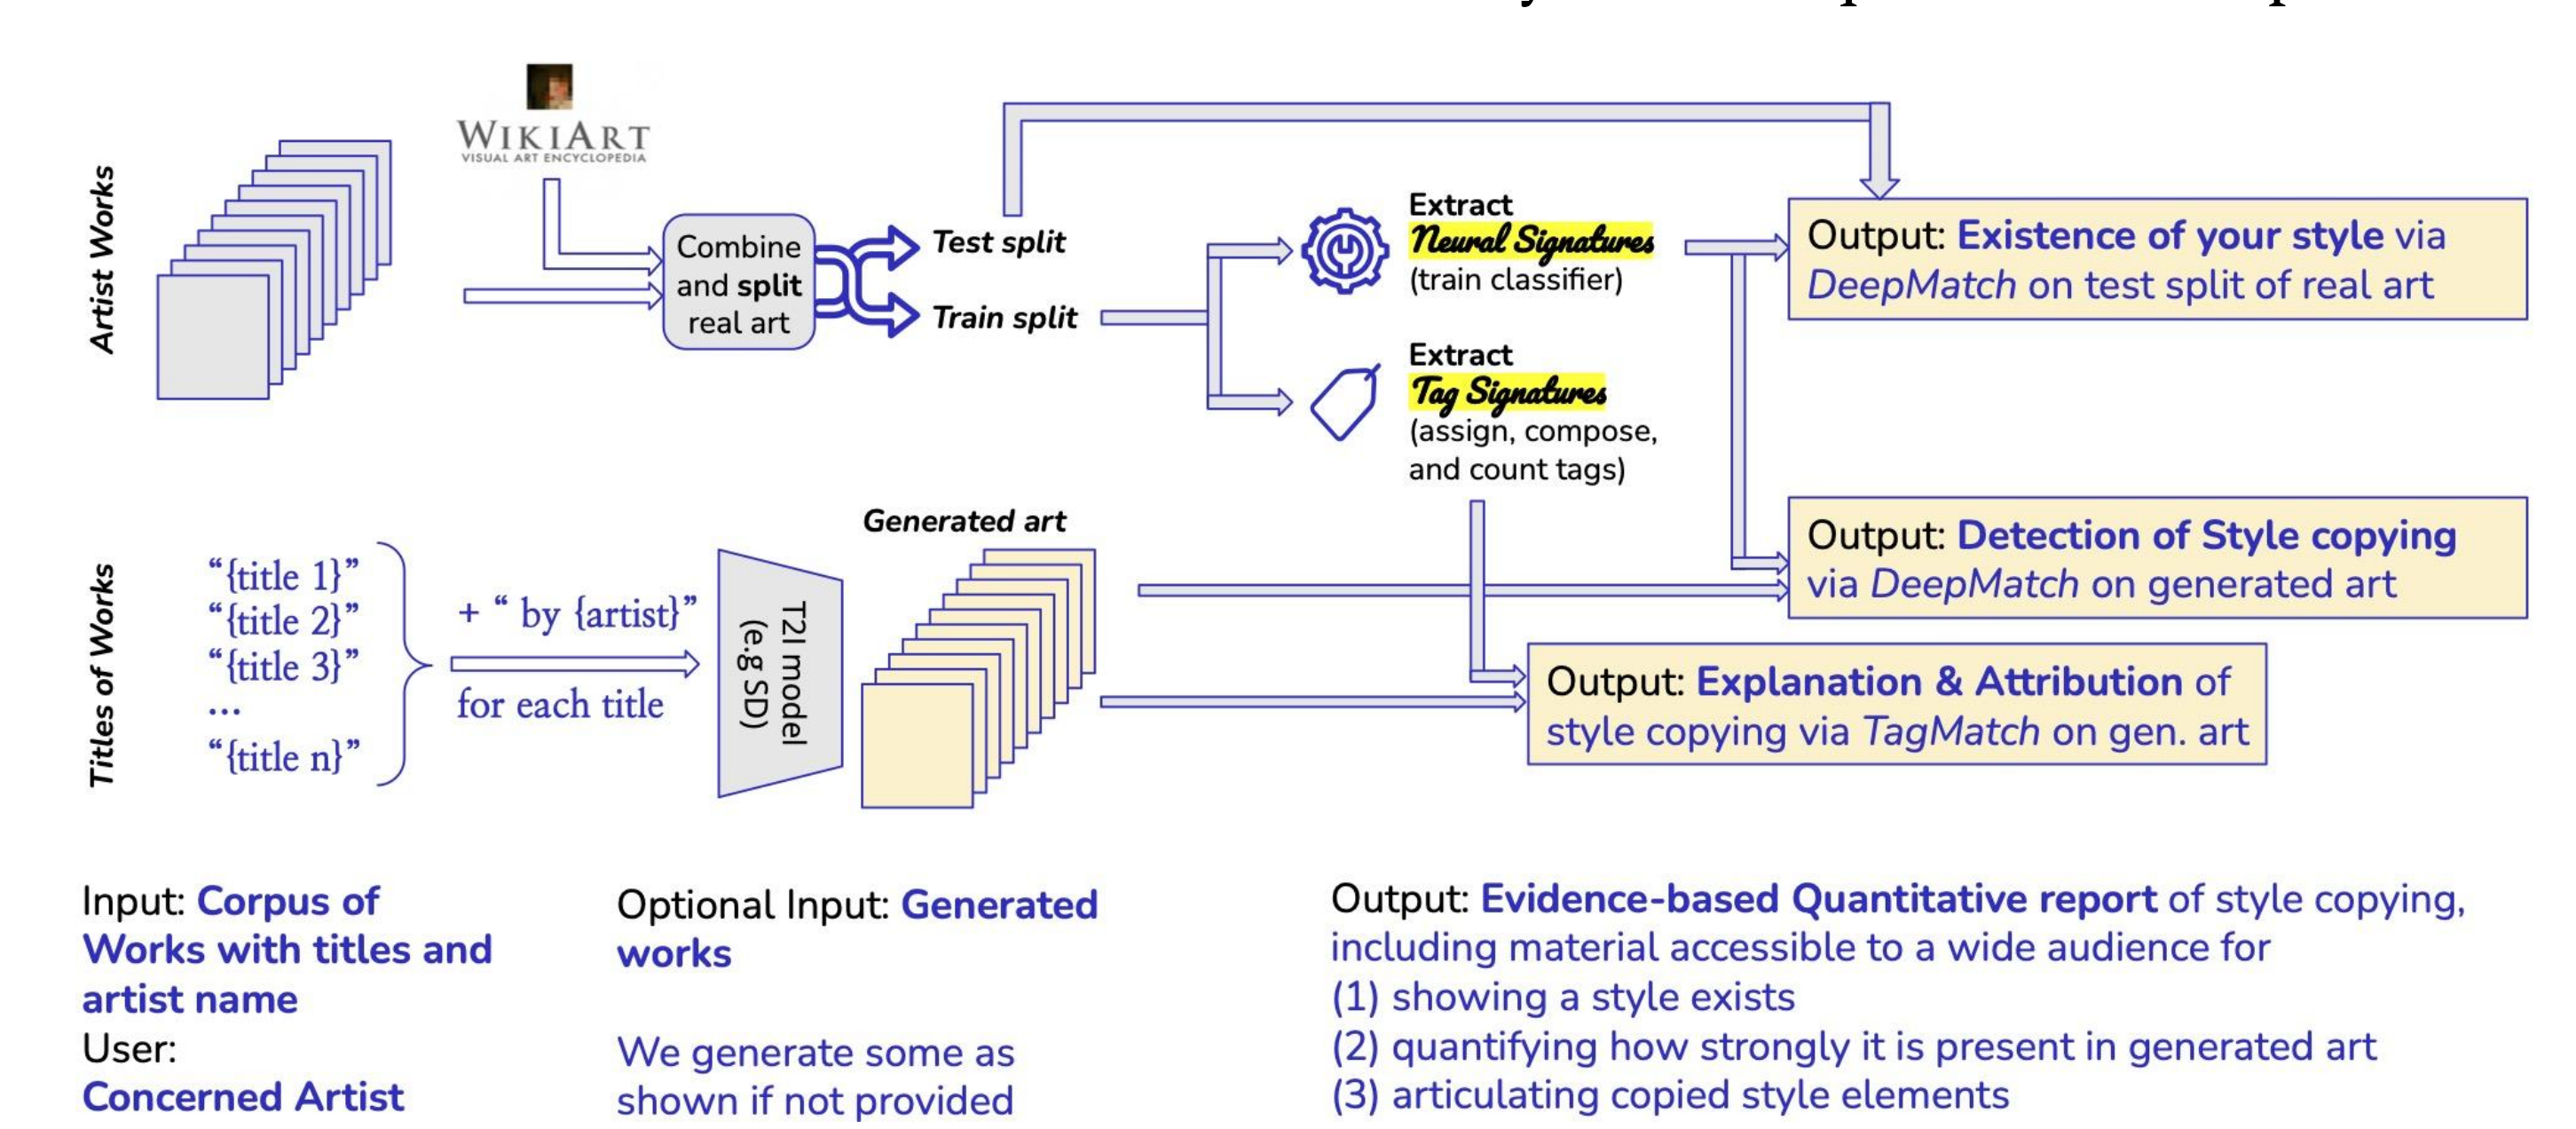 WIKIART
VISUAL ART ENCYCLOPEDIA
Artist Works
Combine
and split
real art
Test split
Train split
Extract
Neural Signatures
(train classifier)
Extract
Tag Signatures
(assign, compose,
and count tags)
Output: Existence of your style via
DeepMatch on test split of real art
Titles of Works
“{title 1}”
“{title 2}”
“{title 3}”
...
“{title n}”
+ “ by {artist}”
for each title
T2I model
(e.g SD)
Generated art
Output: Detection of Style copying
via DeepMatch on generated art
Output: Explanation & Attribution of
style copying via TagMatch on gen. art
Input: Corpus of
Works with titles and
artist name
User:
Concerned Artist
Optional Input: Generated
works
We generate some as
shown if not provided
Output: Evidence-based Quantitative report of style copying,
including material accessible to a wide audience for
(1) showing a style exists
(2) quantifying how strongly it is present in generated art
(3) articulating copied style elements